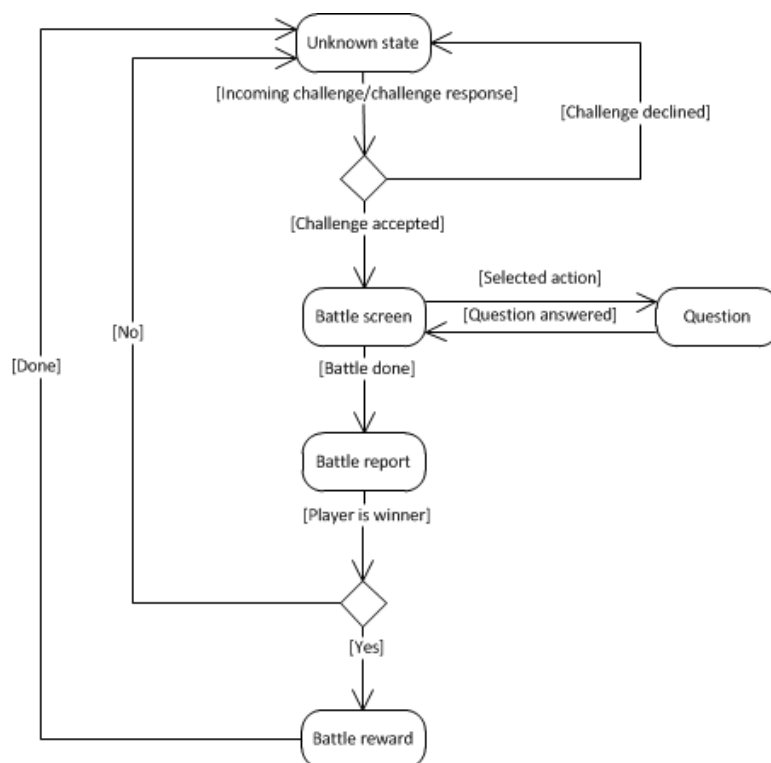 Unknown state
[Incoming challenge/challenge response]
[Challenge declined]
[Challenge accepted]
[Selected action]
Battle screen
[Question answered]
Question
[No]
[Done]
[Battle done]
Battle report
[Player is winner]
[Yes]
Battle reward